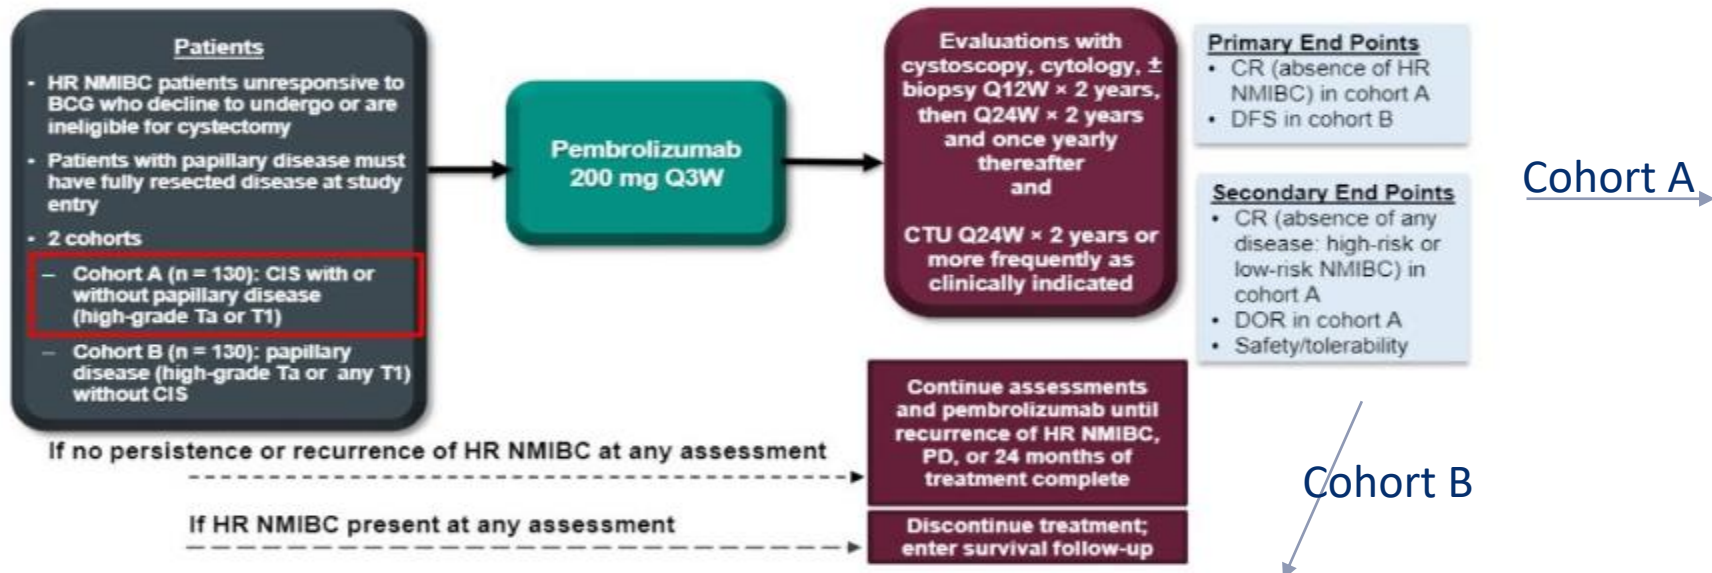 Patients
• HR NMIBC patients unresponsive to
BCG who decline to undergo or are
ineligible for cystectomy
• Patients with papillary disease must
have fully resected disease at study
entry
• 2 cohorts
– Cohort A (n = 130): CIS with or
without papillary disease
(high-grade Ta or T1)
– Cohort B (n = 130): papillary
disease (high-grade Ta or any T1)
without CIS
Pembrolizumab
200 mg Q3W
Evaluations with
cystoscopy, cytology, ±
biopsy Q12W × 2 years,
then Q24W × 2 years
and once yearly
thereafter
and
CTU Q24W × 2 years or
more frequently as
clinically indicated
Primary End Points
• CR (absence of HR
NMIBC) in cohort A
• DFS in cohort B
Secondary End Points
• CR (absence of any
disease: high-risk or
low-risk NMIBC) in
cohort A
• DOR in cohort A
• Safety/tolerability
Cohort A
If no persistence or recurrence of HR NMIBC at any assessment
Continue assessments
and pembrolizumab until
recurrence of HR NMIBC,
PD, or 24 months of
treatment complete
If HR NMIBC present at any assessment
Discontinue treatment;
enter survival follow-up
Cohort B